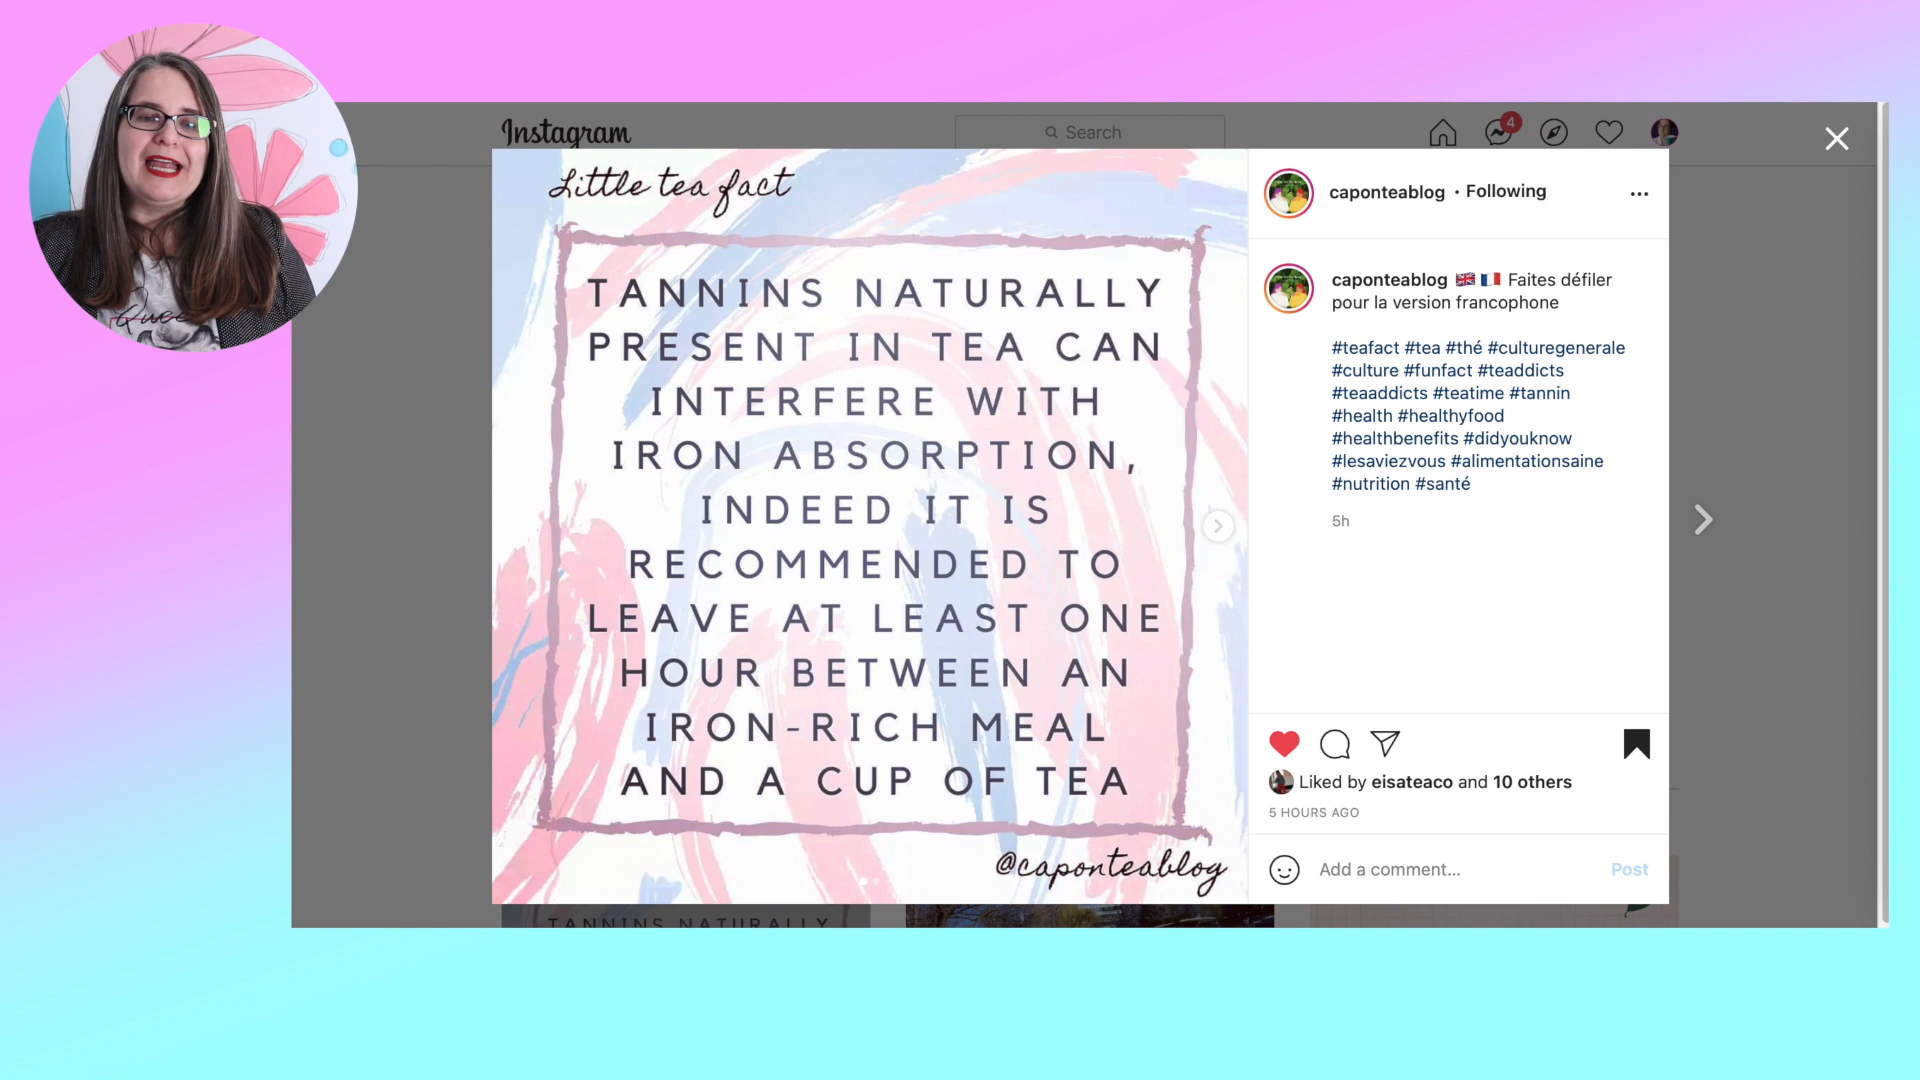 Instagram
Search
4
Little tea fact
TANNINS NATURALLY
PRESENT IN TEA CAN
INTERFERE WITH
IRON ABSORPTION,
INDEED IT IS
RECOMMENDED TO
LEAVE AT LEAST ONE
HOUR BETWEEN AN
IRON-RICH MEAL
AND A CUP OF TEA
@caponteablog
caponteablog • Following
caponteablog 🇬🇧 🇫🇷 Faites défiler
pour la version francophone
#teafact #tea #thé #culturegenerale
#culture #funfact #teaddicts
#teaaddicts #teatime #tannin
#health #healthyfood
#healthbenefits #didyouknow
#lesaviezvous #alimentationsaine
#nutrition #santé
5h
Liked by eisateaco and 10 others
5 HOURS AGO
Add a comment... Post
TANNINS NATURALLY